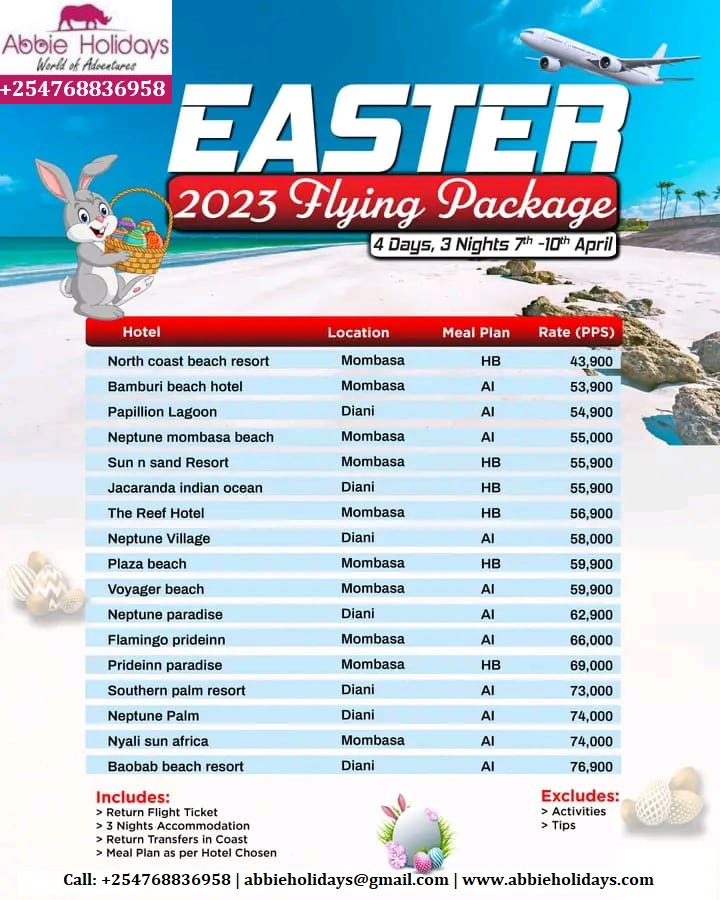 Abbie Holidays
World of Adventures
+254768836958
EASTER
2023 Flying Package
4 Days, 3 Nights 7th -10th April
Hotel Location Meal Plan Rate (PPS)
North coast beach resort Mombasa HB 43,900
Bamburi beach hotel Mombasa AI 53,900
Papillion Lagoon Diani AI 54,900
Neptune mombasa beach Mombasa AI 55,000
Sun n sand Resort Mombasa HB 55,900
Jacaranda indian ocean Diani HB 55,900
The Reef Hotel Mombasa HB 56,900
Neptune Village Diani AI 58,000
Plaza beach Mombasa HB 59,900
Voyager beach Mombasa AI 59,900
Neptune paradise Diani AI 62,900
Flamingo prideinn Mombasa AI 66,000
Prideinn paradise Mombasa HB 69,000
Southern palm resort Diani AI 73,000
Neptune Palm Diani AI 74,000
Nyali sun africa Mombasa AI 74,000
Baobab beach resort Diani AI 76,900
Includes:
> Return Flight Ticket
> 3 Nights Accommodation
> Return Transfers in Coast
> Meal Plan as per Hotel Chosen
Excludes:
> Activities
> Tips
Call: +254768836958 | abbieholidays@gmail.com | www.abbieholidays.com